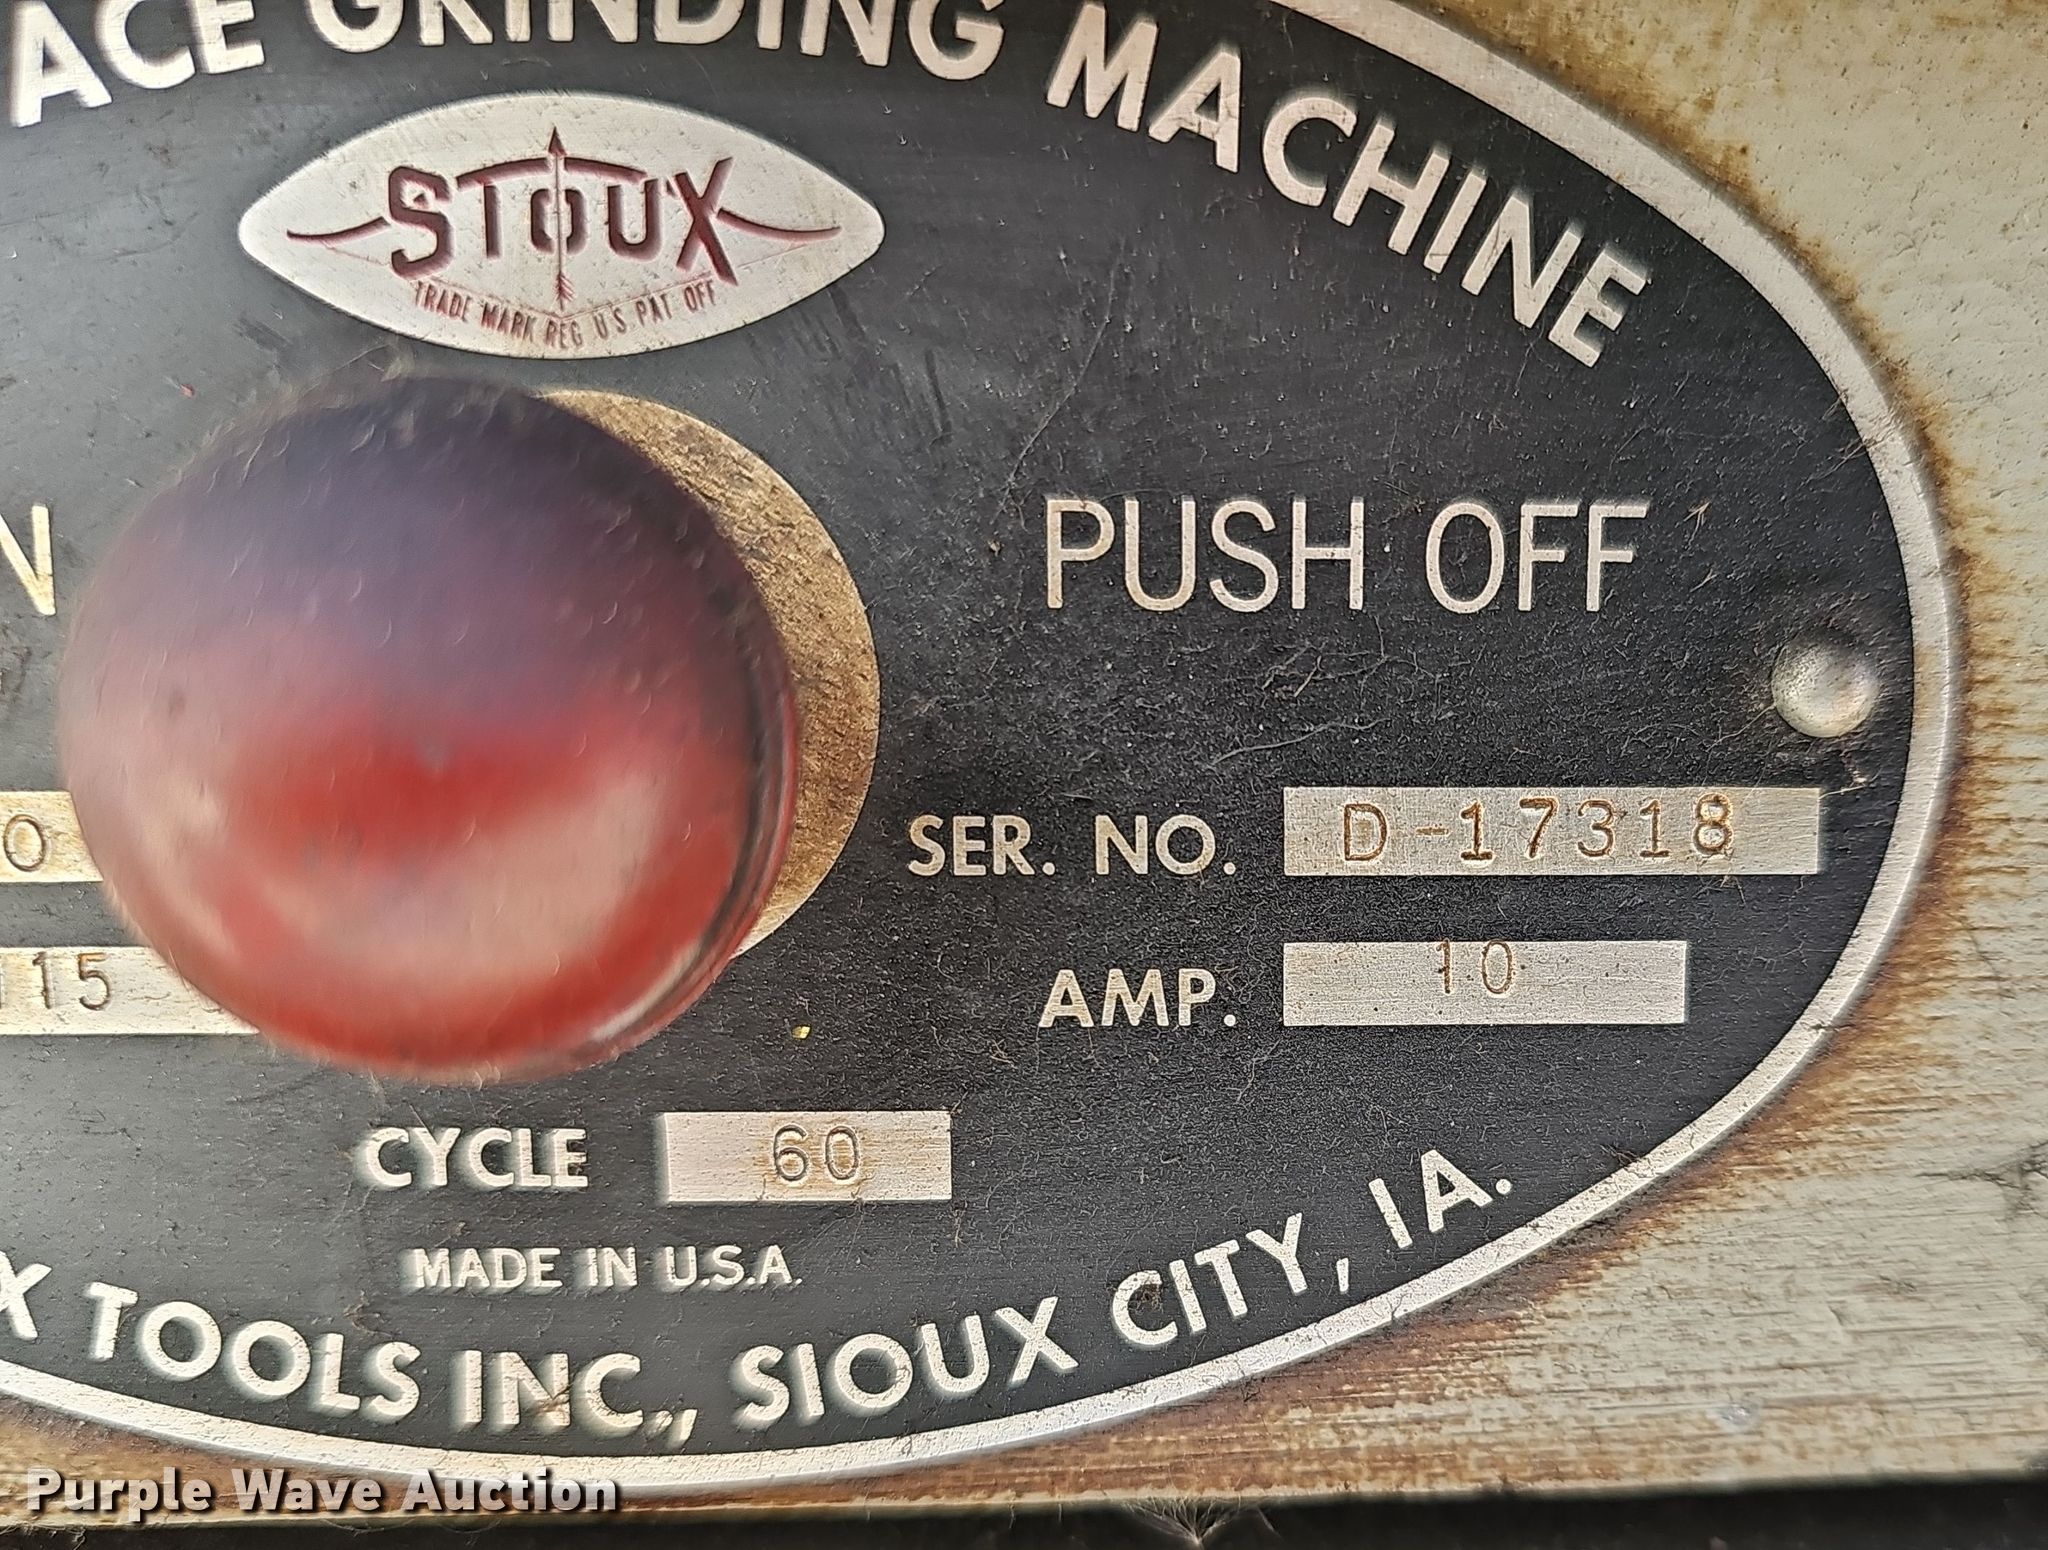 ACE GRINDING MACHINE
SIOUX
TRADE MARK REG U S PAT OFF
N
PUSH OFF
0
SER. NO. D-17318
115
AMP. 10
CYCLE 60
MADE IN U.S.A.
X TOOLS INC., SIOUX CITY, IA.
Purple Wave Auction